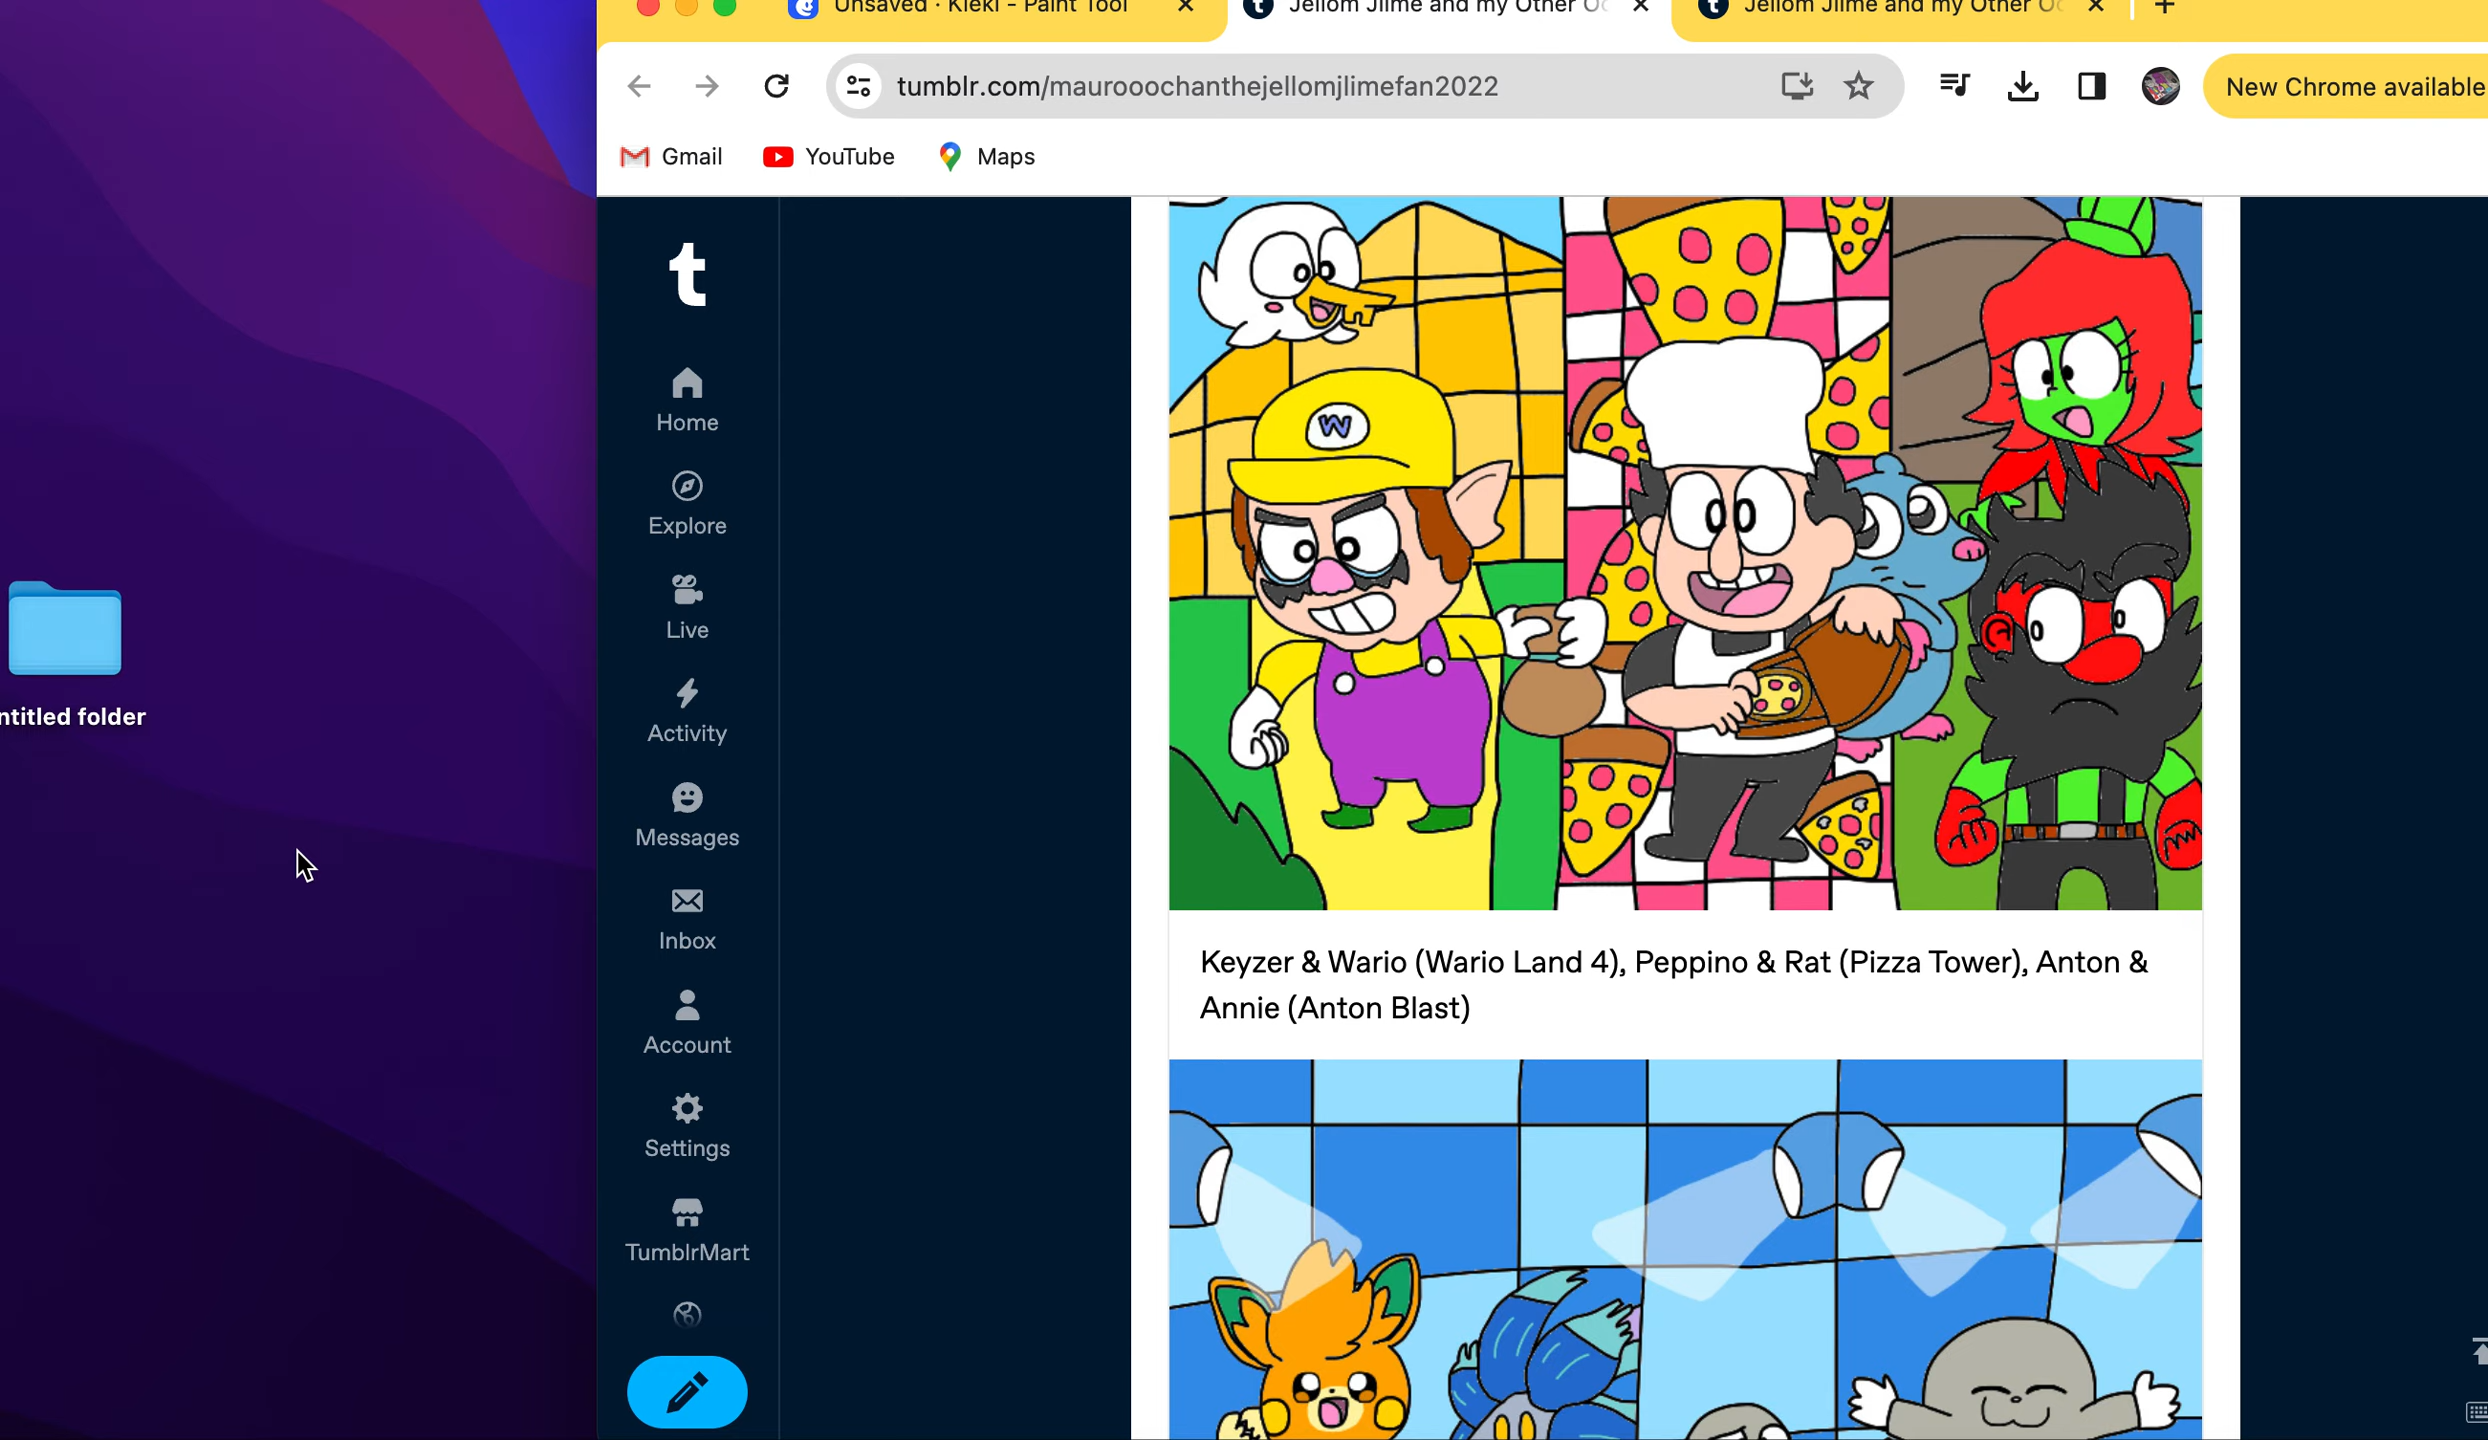 Unsaved · Kleki - Paint Tool
Jellom Jlime and my Other Oc
Jellom Jlime and my Other Oc
tumblr.com/maurooochanthejellomjlimefan2022
New Chrome available
Gmail
YouTube
Maps
t
Home
Explore
Live
Activity
Messages
Inbox
Account
Settings
TumblrMart
ntitled folder
W
Keyzer & Wario (Wario Land 4), Peppino & Rat (Pizza Tower), Anton &
Annie (Anton Blast)